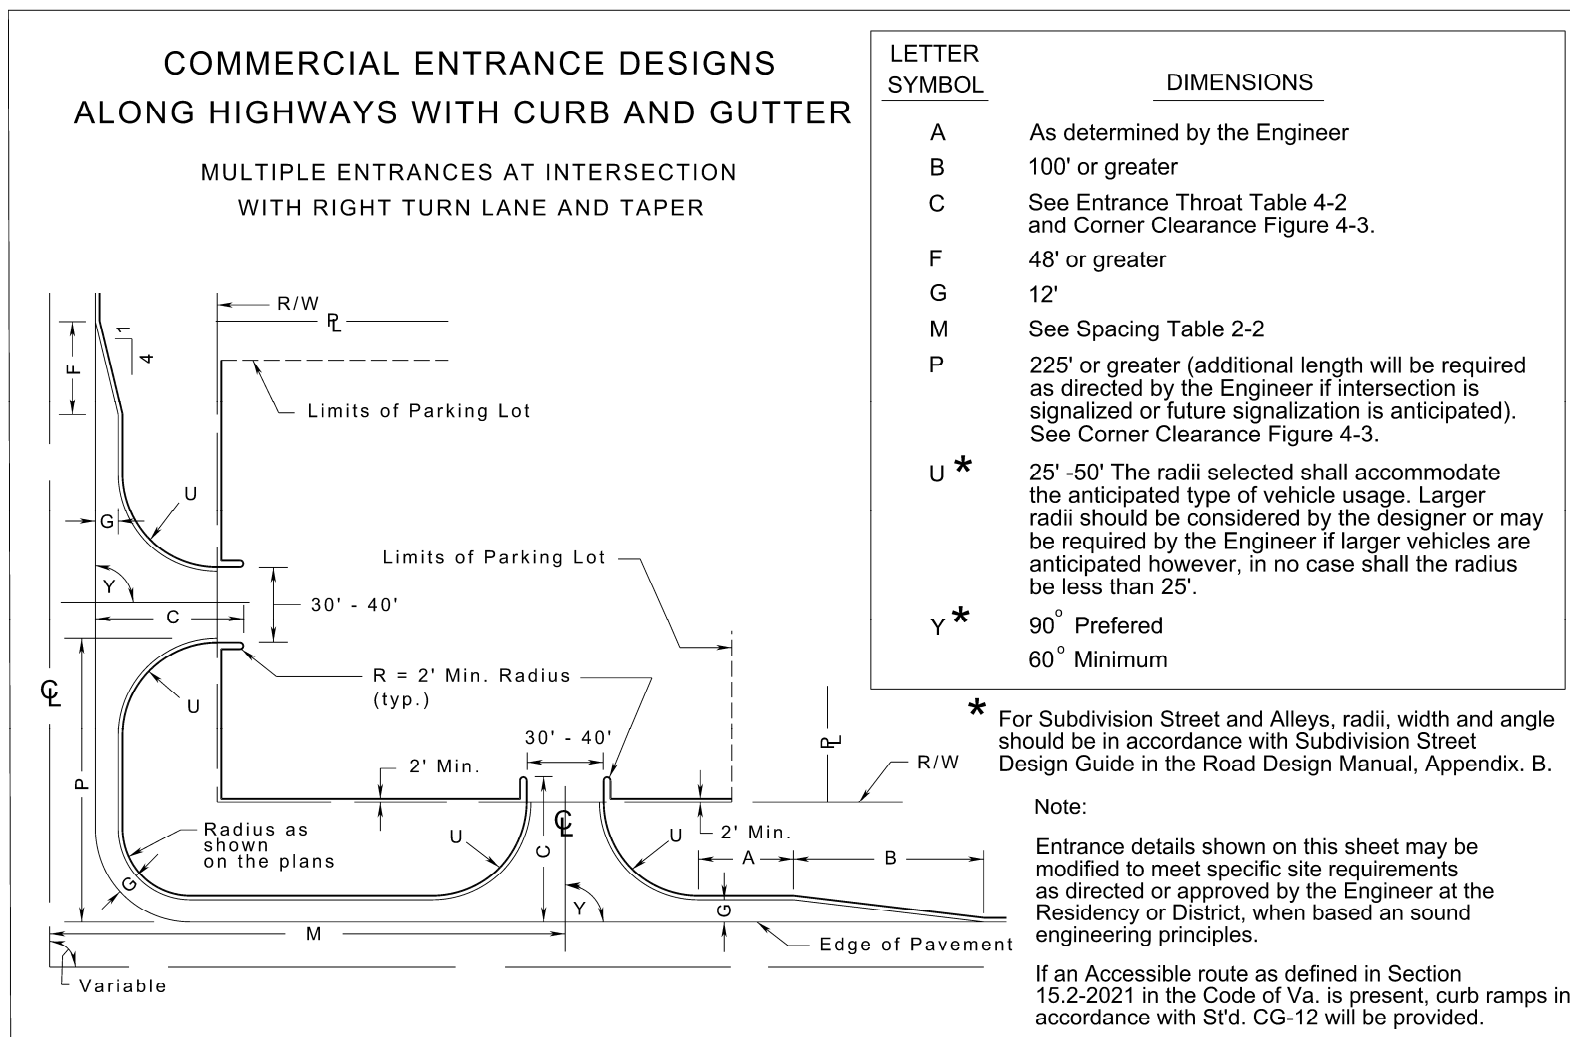 COMMERCIAL ENTRANCE DESIGNS
ALONG HIGHWAYS WITH CURB AND GUTTER
MULTIPLE ENTRANCES AT INTERSECTION
WITH RIGHT TURN LANE AND TAPER
LETTER
SYMBOL
DIMENSIONS
A As determined by the Engineer
B 100' or greater
C See Entrance Throat Table 4-2
and Corner Clearance Figure 4-3.
F 48' or greater
G 12'
M See Spacing Table 2-2
P 225' or greater (additional length will be required
as directed by the Engineer if intersection is
signalized or future signalization is anticipated).
See Corner Clearance Figure 4-3.
U * 25' -50' The radii selected shall accommodate
the anticipated type of vehicle usage. Larger
radii should be considered by the designer or may
be required by the Engineer if larger vehicles are
anticipated however, in no case shall the radius
be less than 25'.
Y * 90° Prefered
60° Minimum
* For Subdivision Street and Alleys, radii, width and angle
should be in accordance with Subdivision Street
Design Guide in the Road Design Manual, Appendix. B.
Note:
Entrance details shown on this sheet may be
modified to meet specific site requirements
as directed or approved by the Engineer at the
Residency or District, when based an sound
engineering principles.
If an Accessible route as defined in Section
15.2-2021 in the Code of Va. is present, curb ramps in
accordance with St'd. CG-12 will be provided.
R/W
PL
1
4
F
Limits of Parking Lot
U
G
Limits of Parking Lot
Y
30' - 40'
C
CL
R = 2' Min. Radius
(typ.)
U
30' - 40'
PL
2' Min.
R/W
P
CL
Radius as
shown
on the plans
U
C
U
2' Min.
A
B
G
Y
G
M
Edge of Pavement
Variable